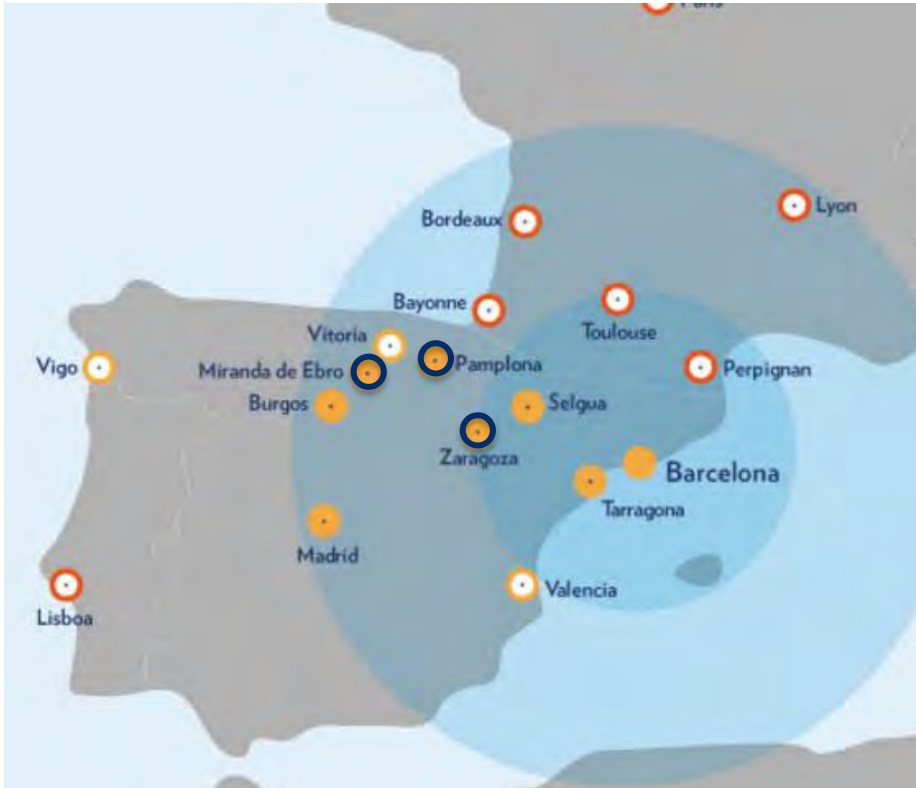 Paris
Lyon
Bordeaux
Bayonne
Toulouse
Vitoria
Vigo
Miranda de Ebro
Pamplona
Perpignan
Burgos
Selgua
Zaragoza
Barcelona
Tarragona
Madrid
Valencia
Lisboa